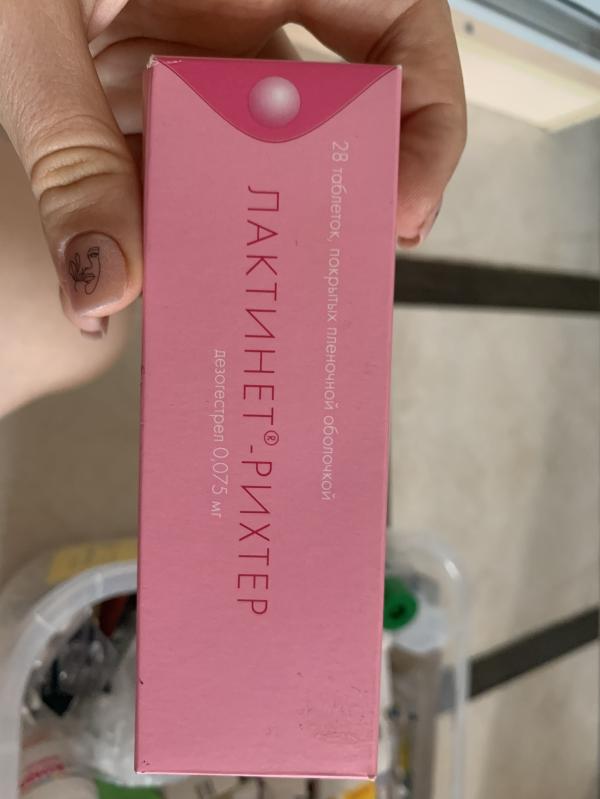 28 таблеток, покрытых пленочной оболочкой
ЛАКТИНЕТ®-РИХТЕР
дезогестрел 0,075 мг